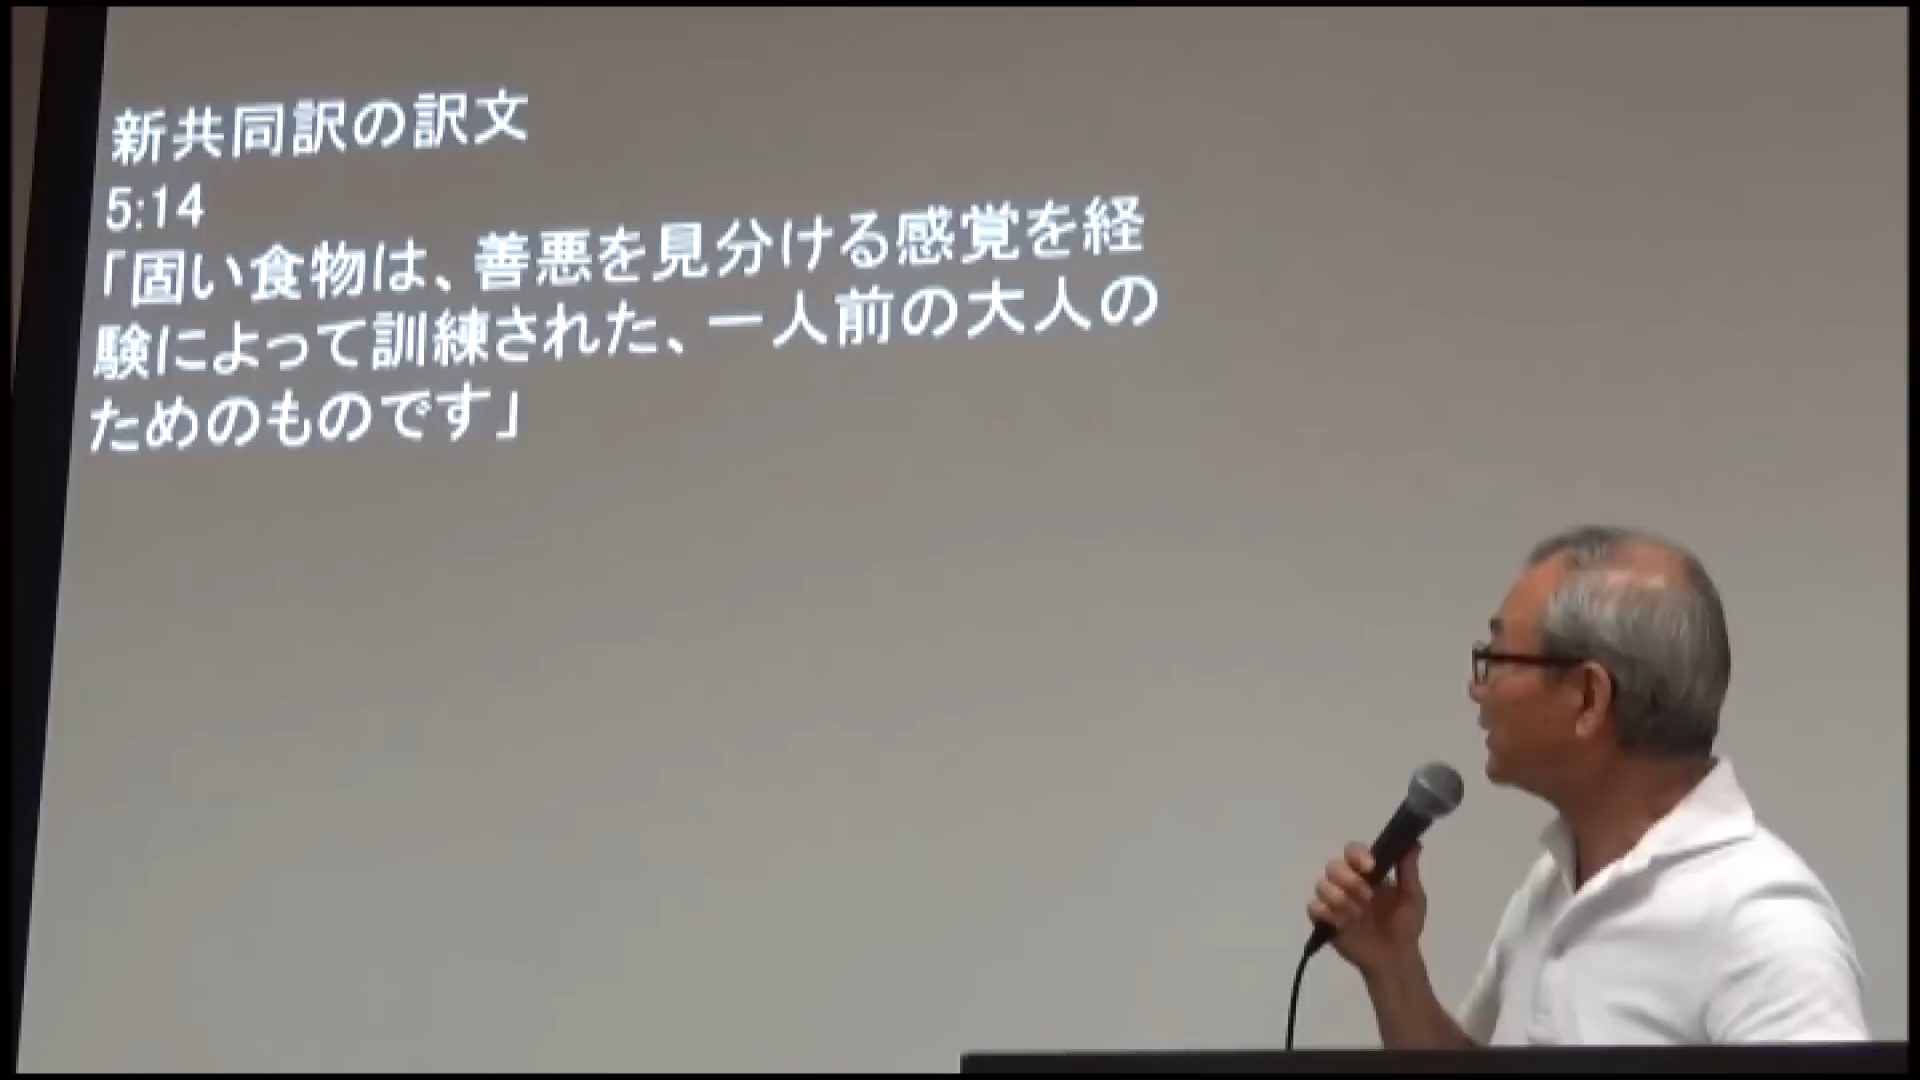 新共同訳の訳文
5:14
「固い食物は、善悪を見分ける感覚を経
験によって訓練された、一人前の大人の
ためのものです」